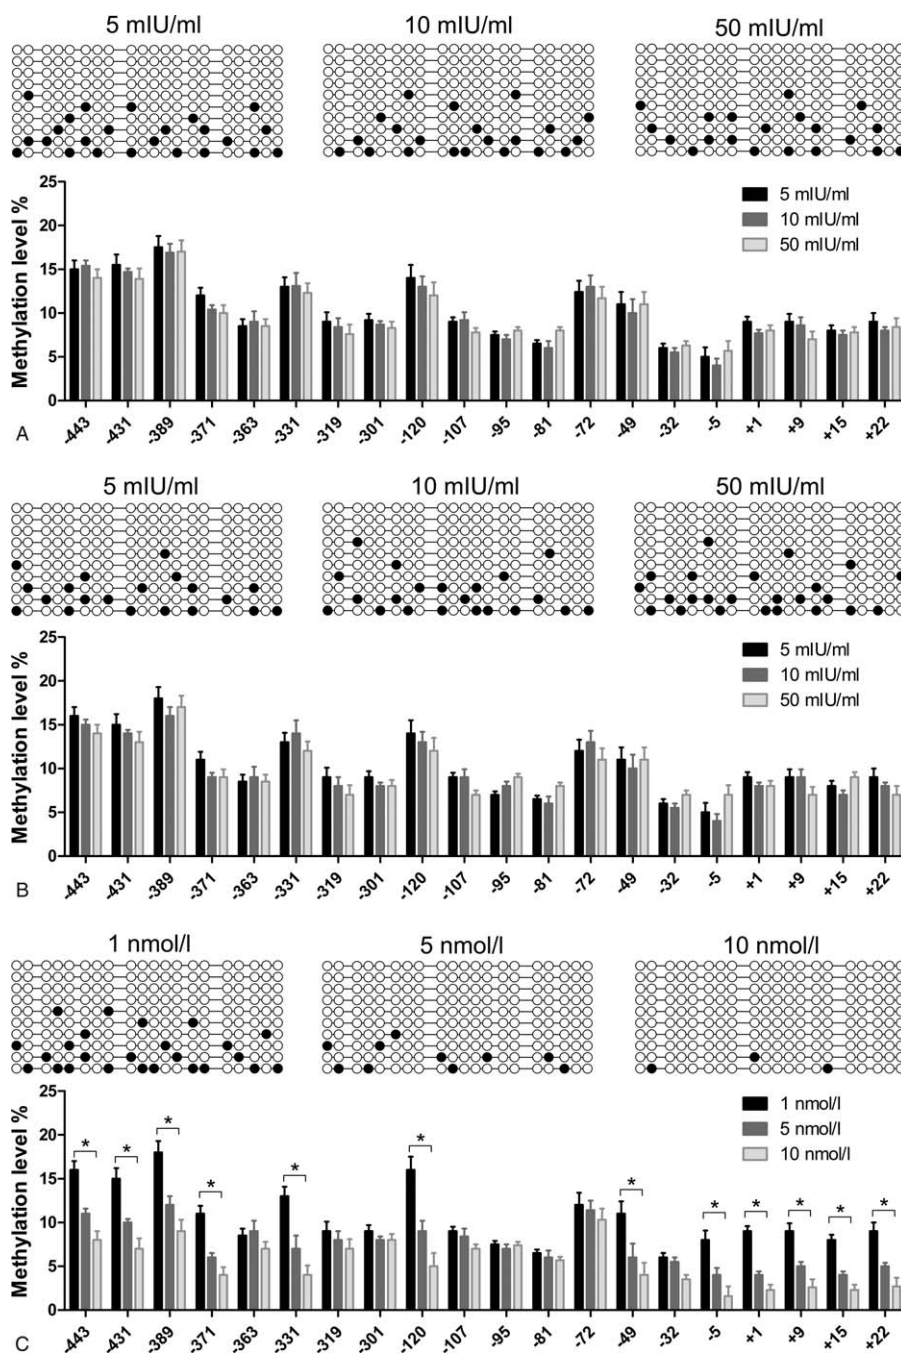 5 mIU/ml 10 mIU/ml 50 mIU/ml
25
20
15
10
5
0
Methylation level %
5 mIU/ml
10 mIU/ml
50 mIU/ml
-443 -431 -389 -371 -363 -331 -319 -301 -120 -107 -95 -81 -72 -49 -32 -5 +1 +9 +15 +22
A
5 mIU/ml 10 mIU/ml 50 mIU/ml
25
20
15
10
5
0
Methylation level %
5 mIU/ml
10 mIU/ml
50 mIU/ml
-443 -431 -389 -371 -363 -331 -319 -301 -120 -107 -95 -81 -72 -49 -32 -5 +1 +9 +15 +22
B
1 nmol/l 5 nmol/l 10 nmol/l
25
20
15
10
5
0
Methylation level %
1 nmol/l
5 nmol/l
10 nmol/l
* * * * * * * * * * * *
-443 -431 -389 -371 -363 -331 -319 -301 -120 -107 -95 -81 -72 -49 -32 -5 +1 +9 +15 +22
C